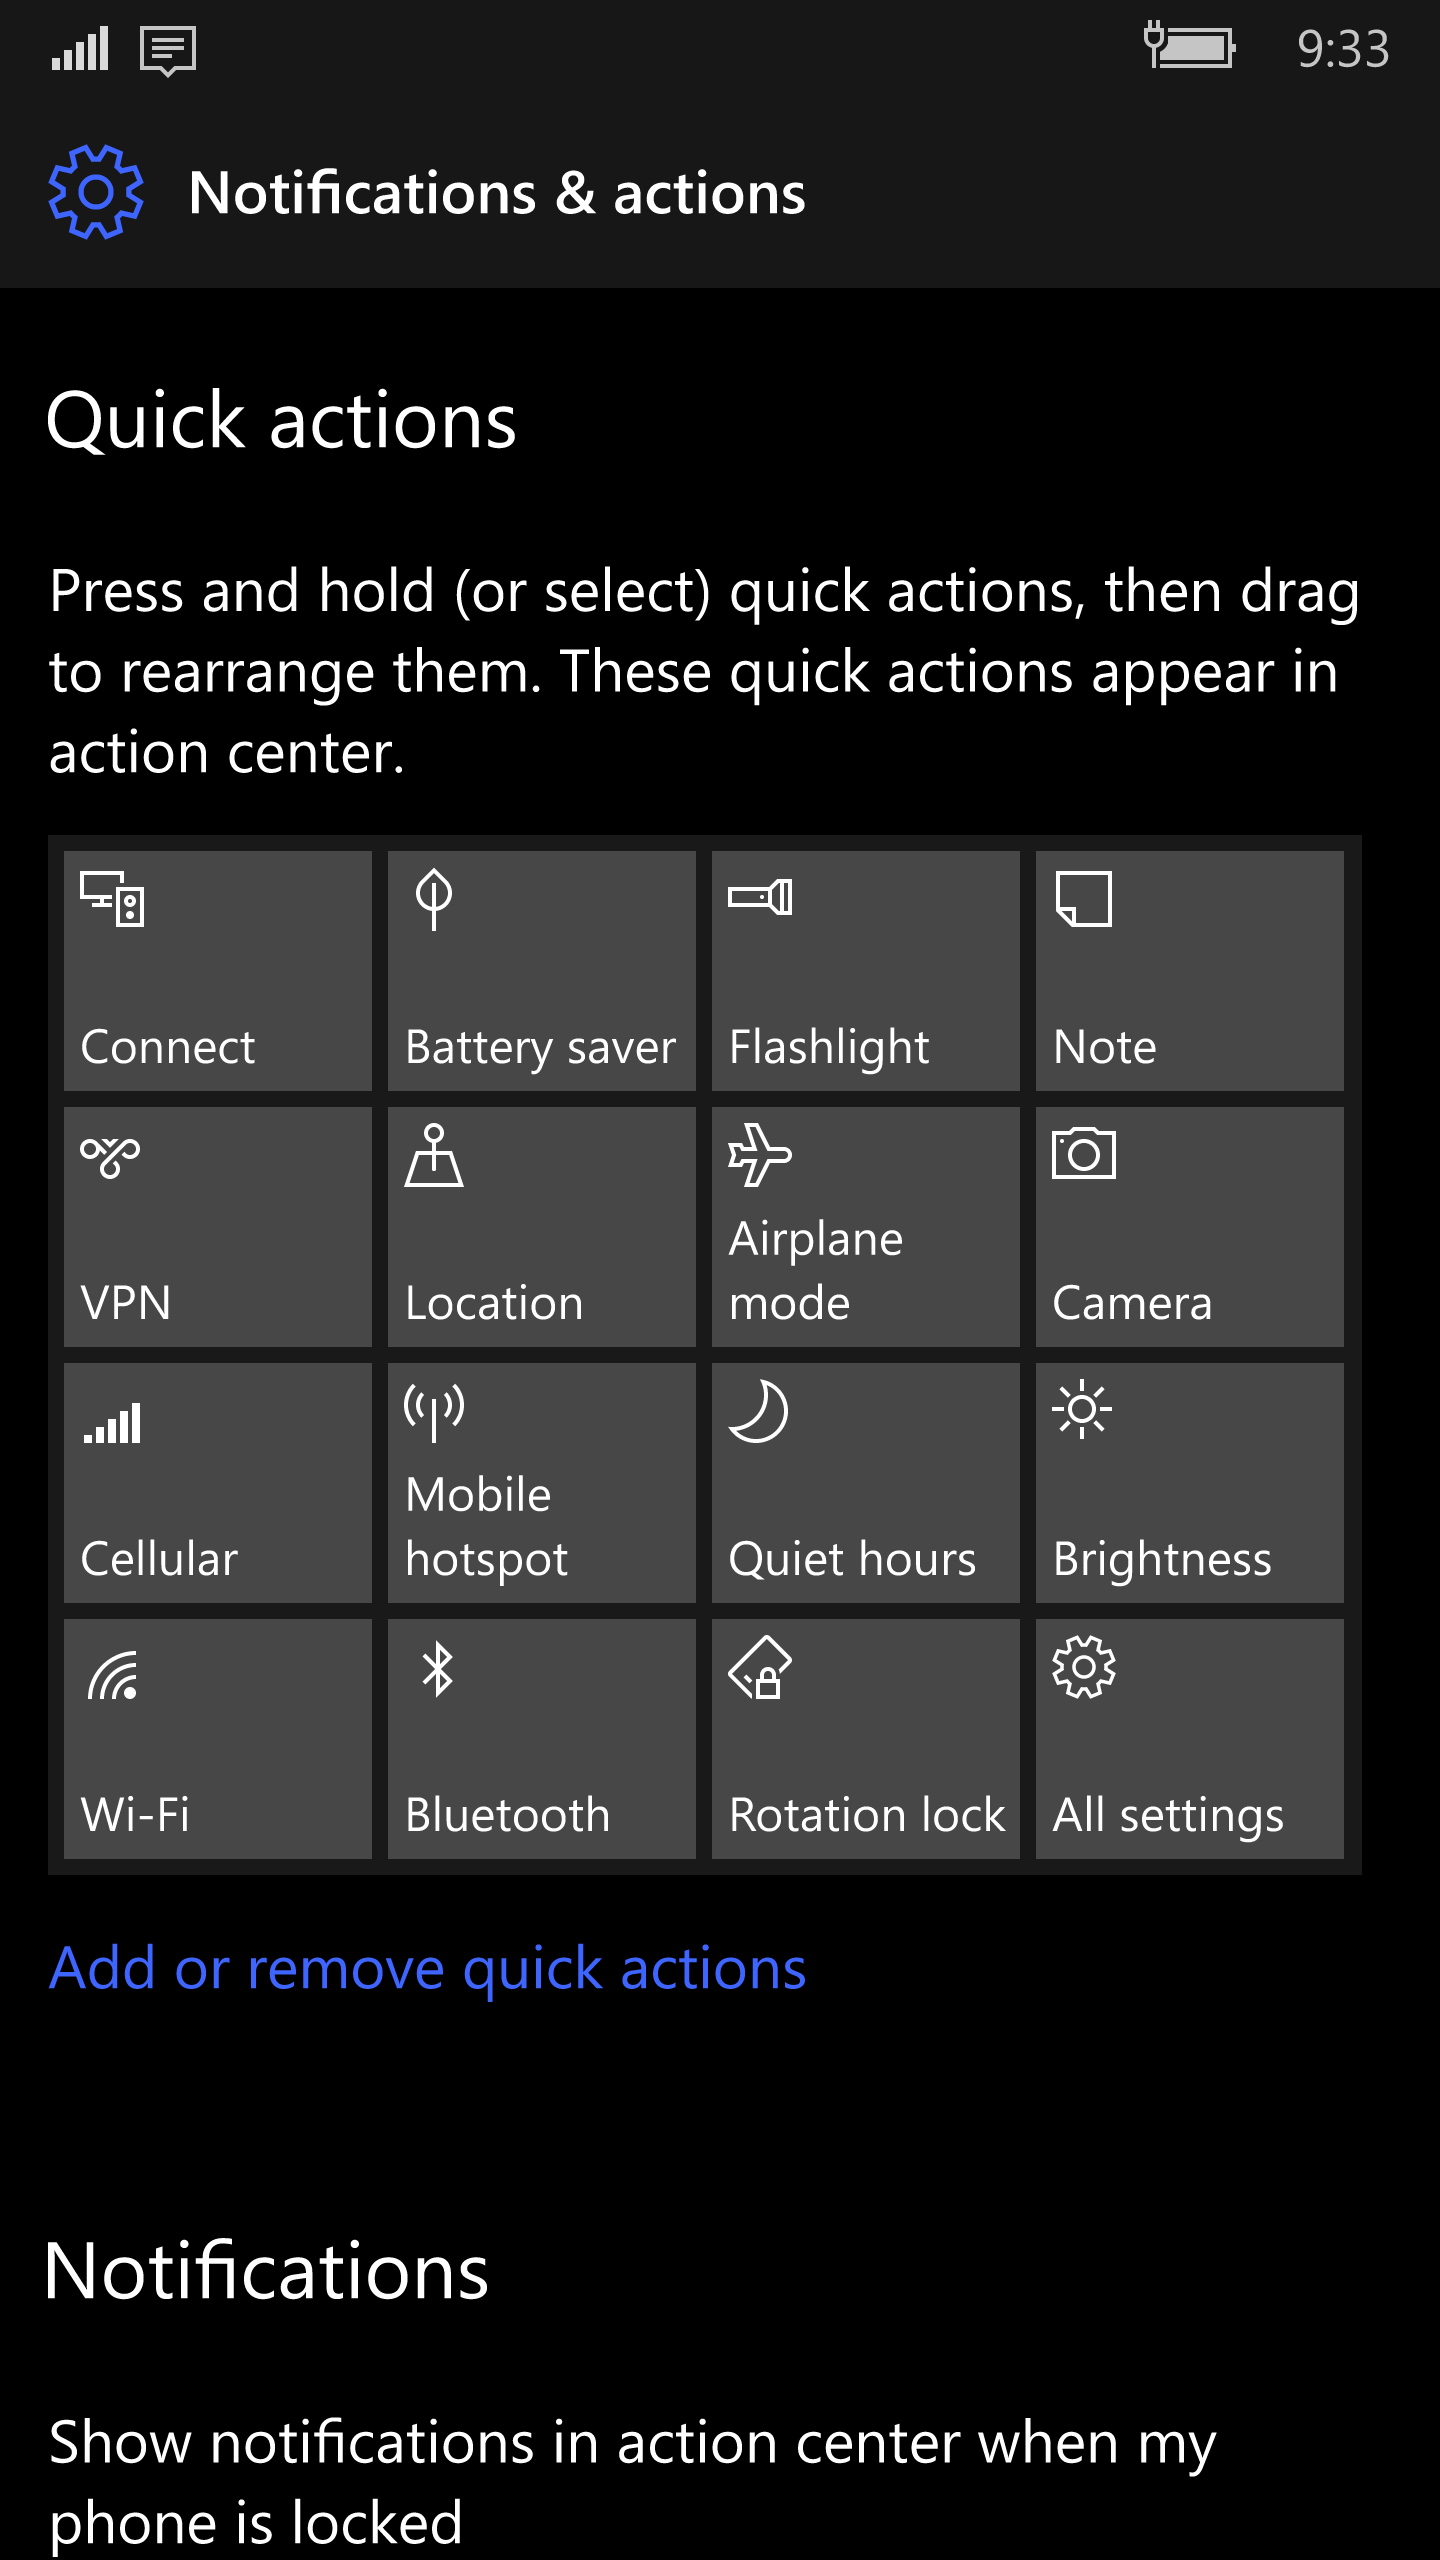 9:33
Notifications & actions
Quick actions
Press and hold (or select) quick actions, then drag
to rearrange them. These quick actions appear in
action center.
Connect
Battery saver
Flashlight
Note
VPN
Location
Airplane
mode
Camera
Cellular
Mobile
hotspot
Quiet hours
Brightness
Wi-Fi
Bluetooth
Rotation lock
All settings
Add or remove quick actions
Notifications
Show notifications in action center when my
phone is locked